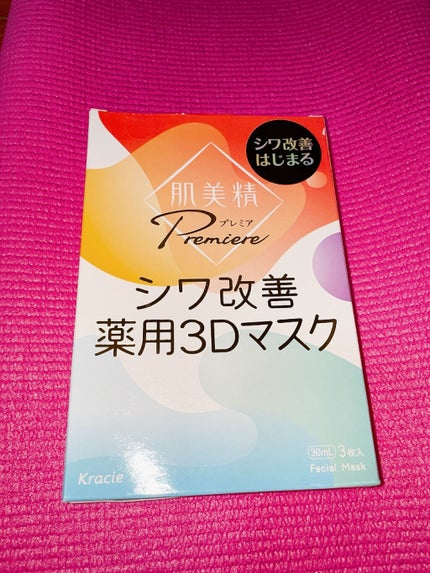 シワ改善
はじまる
肌美精
プレミア
Premiere
シワ改善
薬用3Dマスク
30mL 3枚入
Facial Mask
Kracie